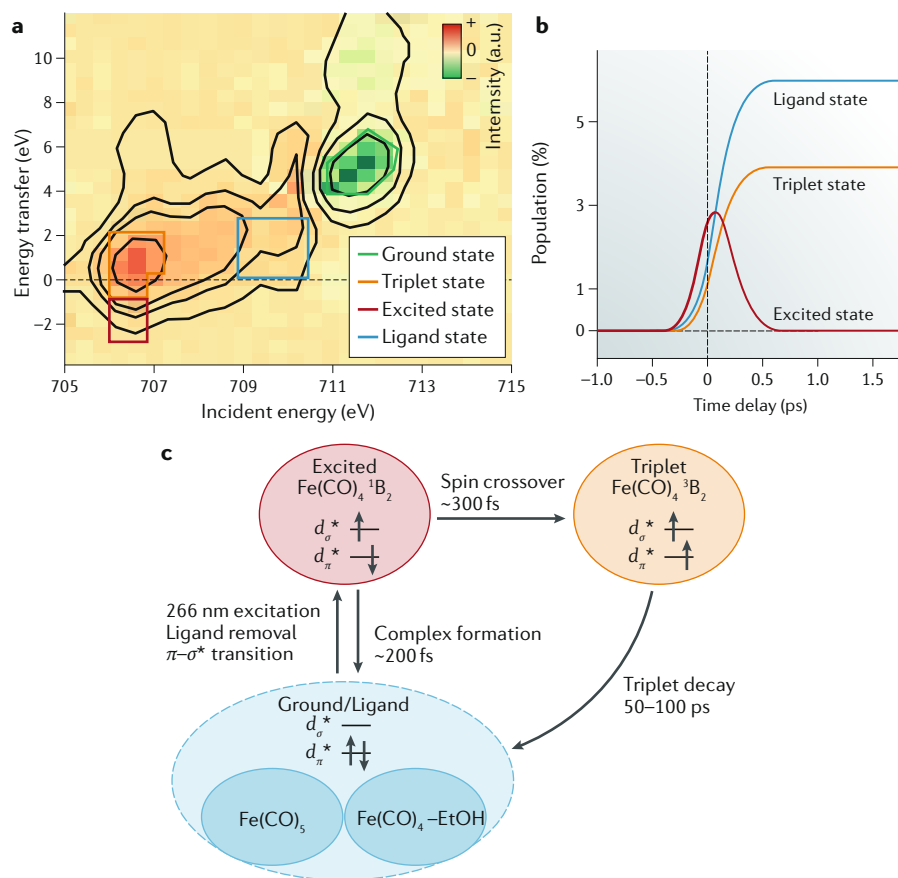 a
Energy transfer (eV)
10
8
6
4
2
0
−2
705
707
709
711
713
715
Incident energy (eV)
+
0
−
Internsity (a.u.)
Ground state
Triplet state
Excited state
Ligand state
b
Population (%)
5
3
1
0
−1.0
−0.5
0
0.5
1.0
1.5
Time delay (ps)
Ligand state
Triplet state
Excited state
c
Excited
Fe(CO)₄ ¹B₂
dσ*
dπ*
Spin crossover
~300 fs
Triplet
Fe(CO)₄ ³B₂
dσ*
dπ*
266 nm excitation
Ligand removal
π–σ* transition
Complex formation
~200 fs
Triplet decay
50–100 ps
Ground/Ligand
dσ*
dπ*
Fe(CO)₅
Fe(CO)₄ –EtOH